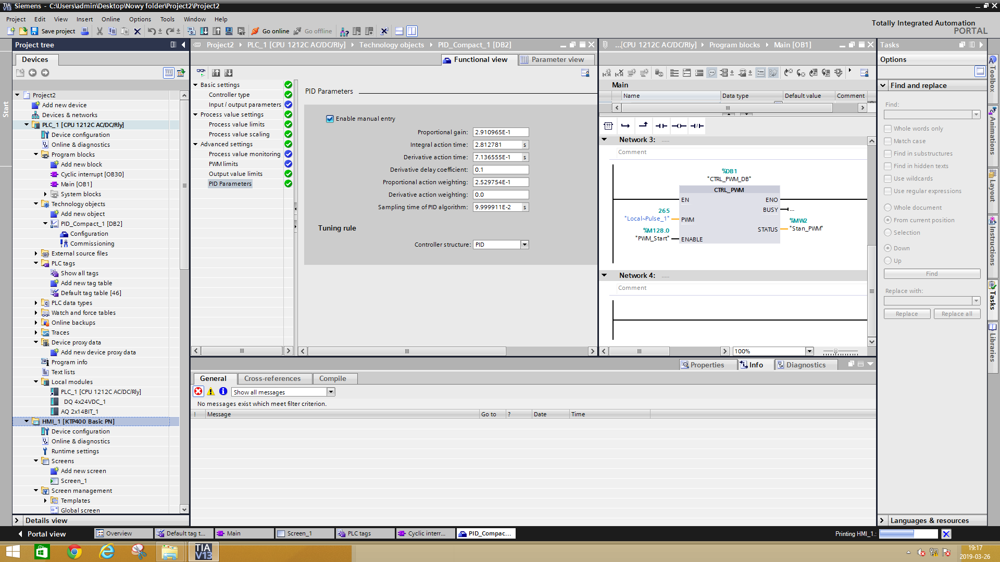 Siemens - C:\Users\admin\Desktop\Nowy folder\Project2\Project2
Project Edit View Insert Online Options Tools Window Help
Save project
Go online
Go offline
Totally Integrated Automation
PORTAL
Start
Project tree
Devices
Project2
Add new device
Devices & networks
PLC_1 [CPU 1212C AC/DC/Rly]
Device configuration
Online & diagnostics
Program blocks
Add new block
Cyclic interrupt [OB30]
Main [OB1]
System blocks
Technology objects
Add new object
PID_Compact_1 [DB2]
Configuration
Commissioning
External source files
PLC tags
Show all tags
Add new tag table
Default tag table [46]
PLC data types
Watch and force tables
Online backups
Traces
Device proxy data
Add new device proxy data
Program info
Text lists
Local modules
PLC_1 [CPU 1212C AC/DC/Rly]
DQ 4x24VDC_1
AQ 2x14BIT_1
HMI_1 [KTP400 Basic PN]
Device configuration
Online & diagnostics
Runtime settings
Screens
Add new screen
Screen_1
Screen management
Templates
Global screen
Details view
Project2 PLC_1 [CPU 1212C AC/DC/Rly] Technology objects PID_Compact_1 [DB2]
Functional view
Parameter view
Basic settings
Controller type
Input / output parameters
Process value settings
Process value limits
Process value scaling
Advanced settings
Process value monitoring
PWM limits
Output value limits
PID Parameters
PID Parameters
Enable manual entry
Proportional gain: 2.910965E-1
Integral action time: 2.812781 s
Derivative action time: 7.136555E-1 s
Derivative delay coefficient: 0.1
Proportional action weighting: 2.529754E-1
Derivative action weighting: 0.0
Sampling time of PID algorithm: 9.999911E-2 s
Tuning rule
Controller structure: PID
...[CPU 1212C AC/DC/Rly] Program blocks Main [OB1]
Main
Name Data type Default value Comment
Network 3: .....
Comment
%DB1
"CTRL_PWM_DB"
CTRL_PWM
EN ENO
BUSY ...
265
"Local~Pulse_1" PWM
%MW2
STATUS "Stan_PWM"
%M128.0
"PWM_Start" ENABLE
Network 4: .....
Comment
100%
Properties Info Diagnostics
General Cross-references Compile
Show all messages
No messages exist which meet filter criterion.
! Message Go to ? Date Time
Tasks
Options
Find and replace
Find:
Whole words only
Match case
Find in substructures
Find in hidden texts
Use wildcards
Use regular expressions
Whole document
From current position
Selection
Down
Up
Find
Replace with:
Replace Replace all
Languages & resources
Toolbox
Animations
Layout
Instructions
Tasks
Libraries
Portal view
Overview
Default tag t...
Main
Screen_1
PLC tags
Cyclic interr...
PID_Compac...
Printing HMI_1.:
TIA
V13
19:17
2019-03-26